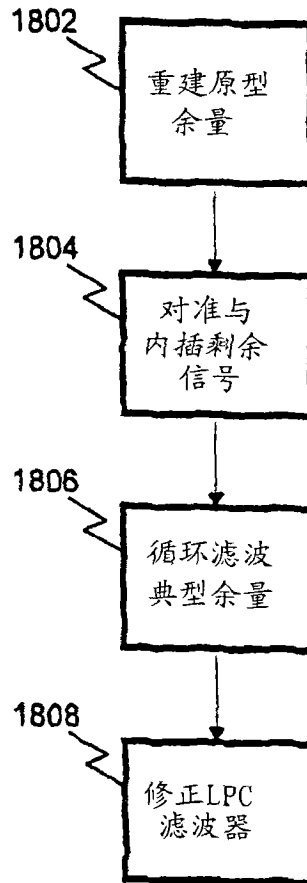 1802
重建原型
余量
1804
对准与
内插剩余
信号
1806
循环滤波
典型余量
1808
修正LPC
滤波器